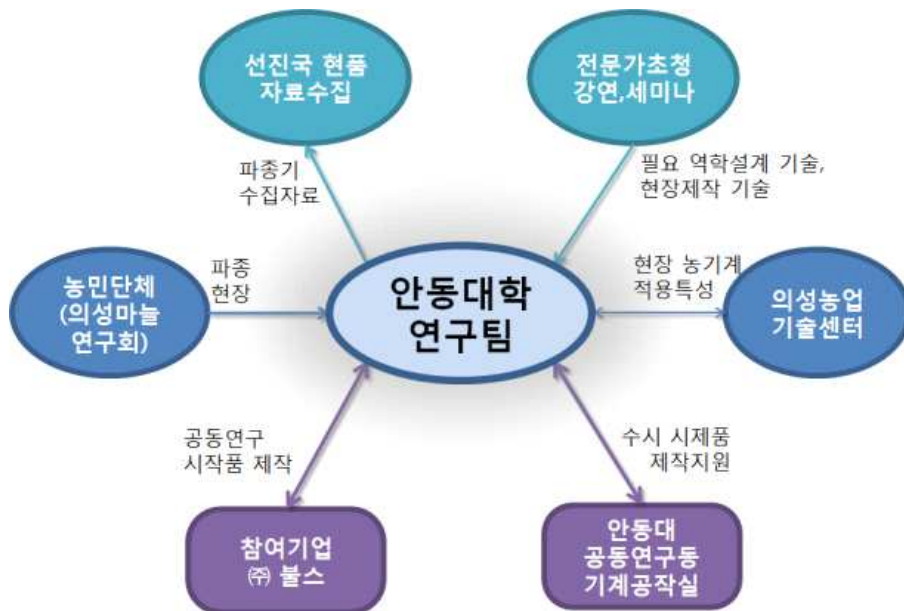 선진국 현품
자료수집
전문가초청
강연,세미나
파종기
수집자료
필요 역학설계 기술,
현장제작 기술
농민단체
(의성마늘
연구회)
파종
현장
안동대학
연구팀
현장 농기계
적용특성
의성농업
기술센터
공동연구
시작품 제작
수시 시제품
제작지원
참여기업
㈜ 불스
안동대
공동연구동
기계공작실